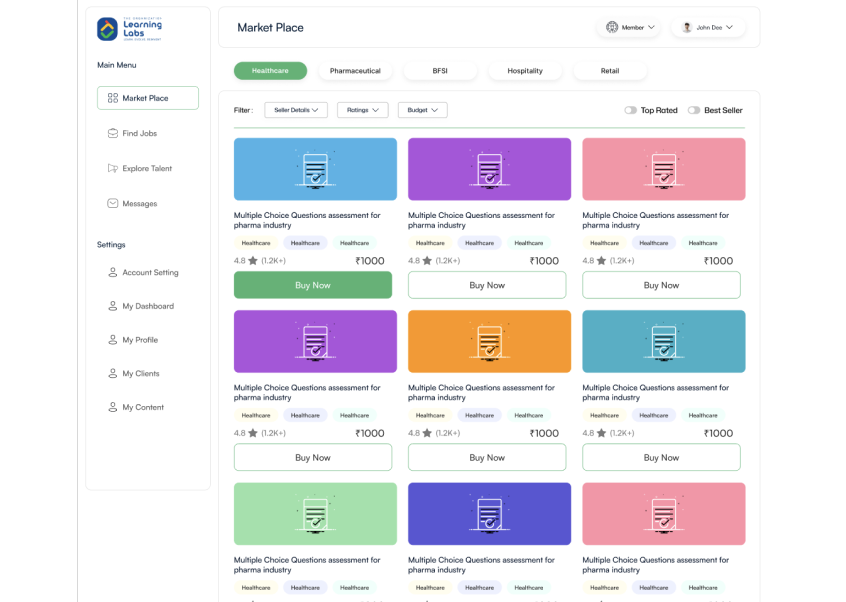 THE ORGANIZATION
Learning
Labs
Market Place
Member
John Dee
Main Menu
Market Place
Find Jobs
Explore Talent
Messages
Settings
Account Setting
My Dashboard
My Profile
My Clients
My Content
Healthcare
Pharmaceutical
BFSI
Hospitality
Retail
Filter:
Seller Details
Ratings
Budget
Top Rated
Best Seller
Multiple Choice Questions assessment for
pharma industry
Healthcare Healthcare Healthcare
4.8 (1.2K+) ₹1000
Buy Now
Multiple Choice Questions assessment for
pharma industry
Healthcare Healthcare Healthcare
4.8 (1.2K+) ₹1000
Buy Now
Multiple Choice Questions assessment for
pharma industry
Healthcare Healthcare Healthcare
4.8 (1.2K+) ₹1000
Buy Now
Multiple Choice Questions assessment for
pharma industry
Healthcare Healthcare Healthcare
4.8 (1.2K+) ₹1000
Buy Now
Multiple Choice Questions assessment for
pharma industry
Healthcare Healthcare Healthcare
4.8 (1.2K+) ₹1000
Buy Now
Multiple Choice Questions assessment for
pharma industry
Healthcare Healthcare Healthcare
4.8 (1.2K+) ₹1000
Buy Now
Multiple Choice Questions assessment for
pharma industry
Healthcare Healthcare Healthcare
Multiple Choice Questions assessment for
pharma industry
Healthcare Healthcare Healthcare
Multiple Choice Questions assessment for
pharma industry
Healthcare Healthcare Healthcare